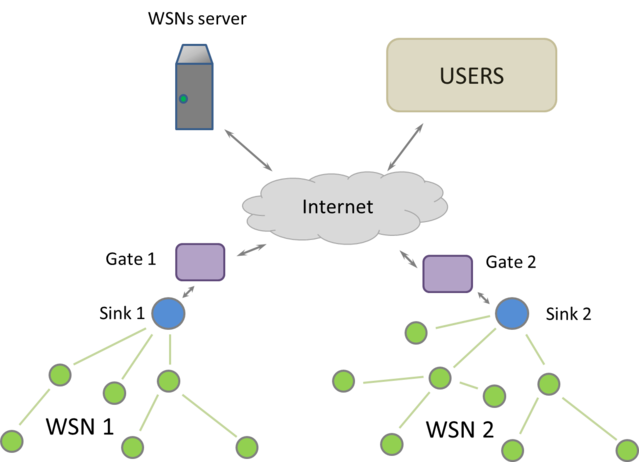 WSNs server
USERS
Internet
Gate 1
Gate 2
Sink 1
Sink 2
WSN 1
WSN 2